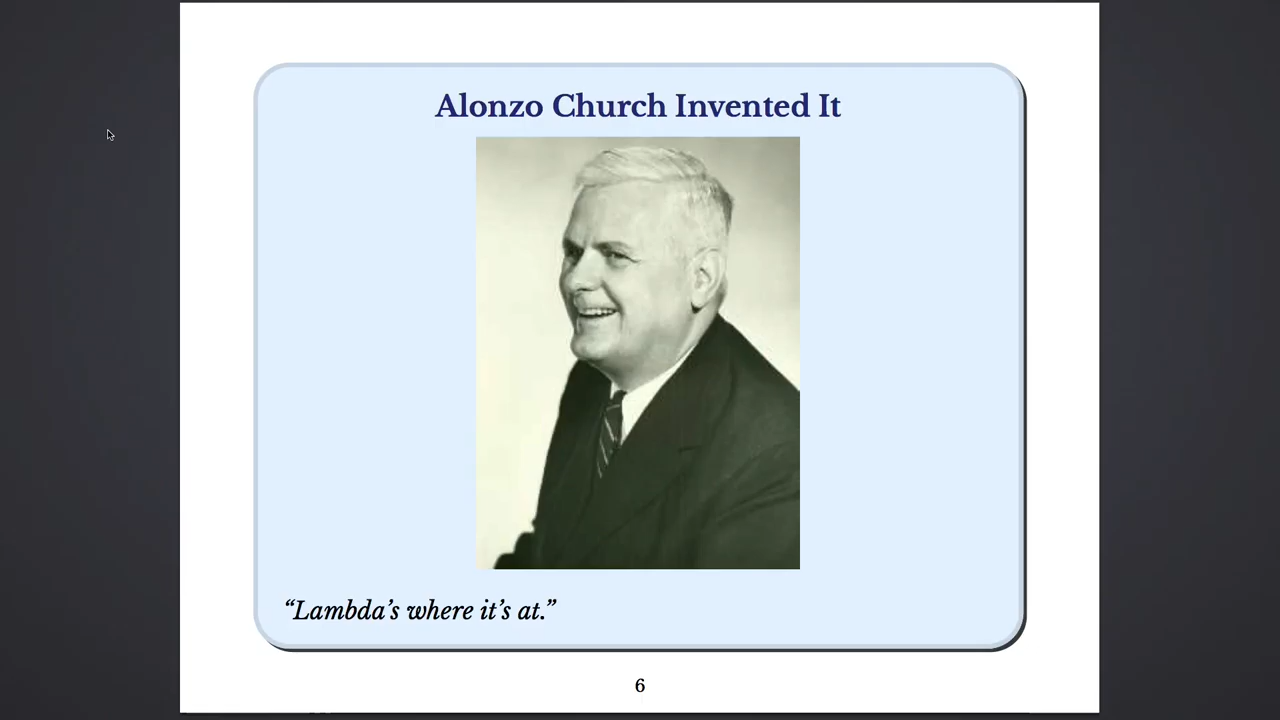 Alonzo Church Invented It
“Lambda’s where it’s at.”
6